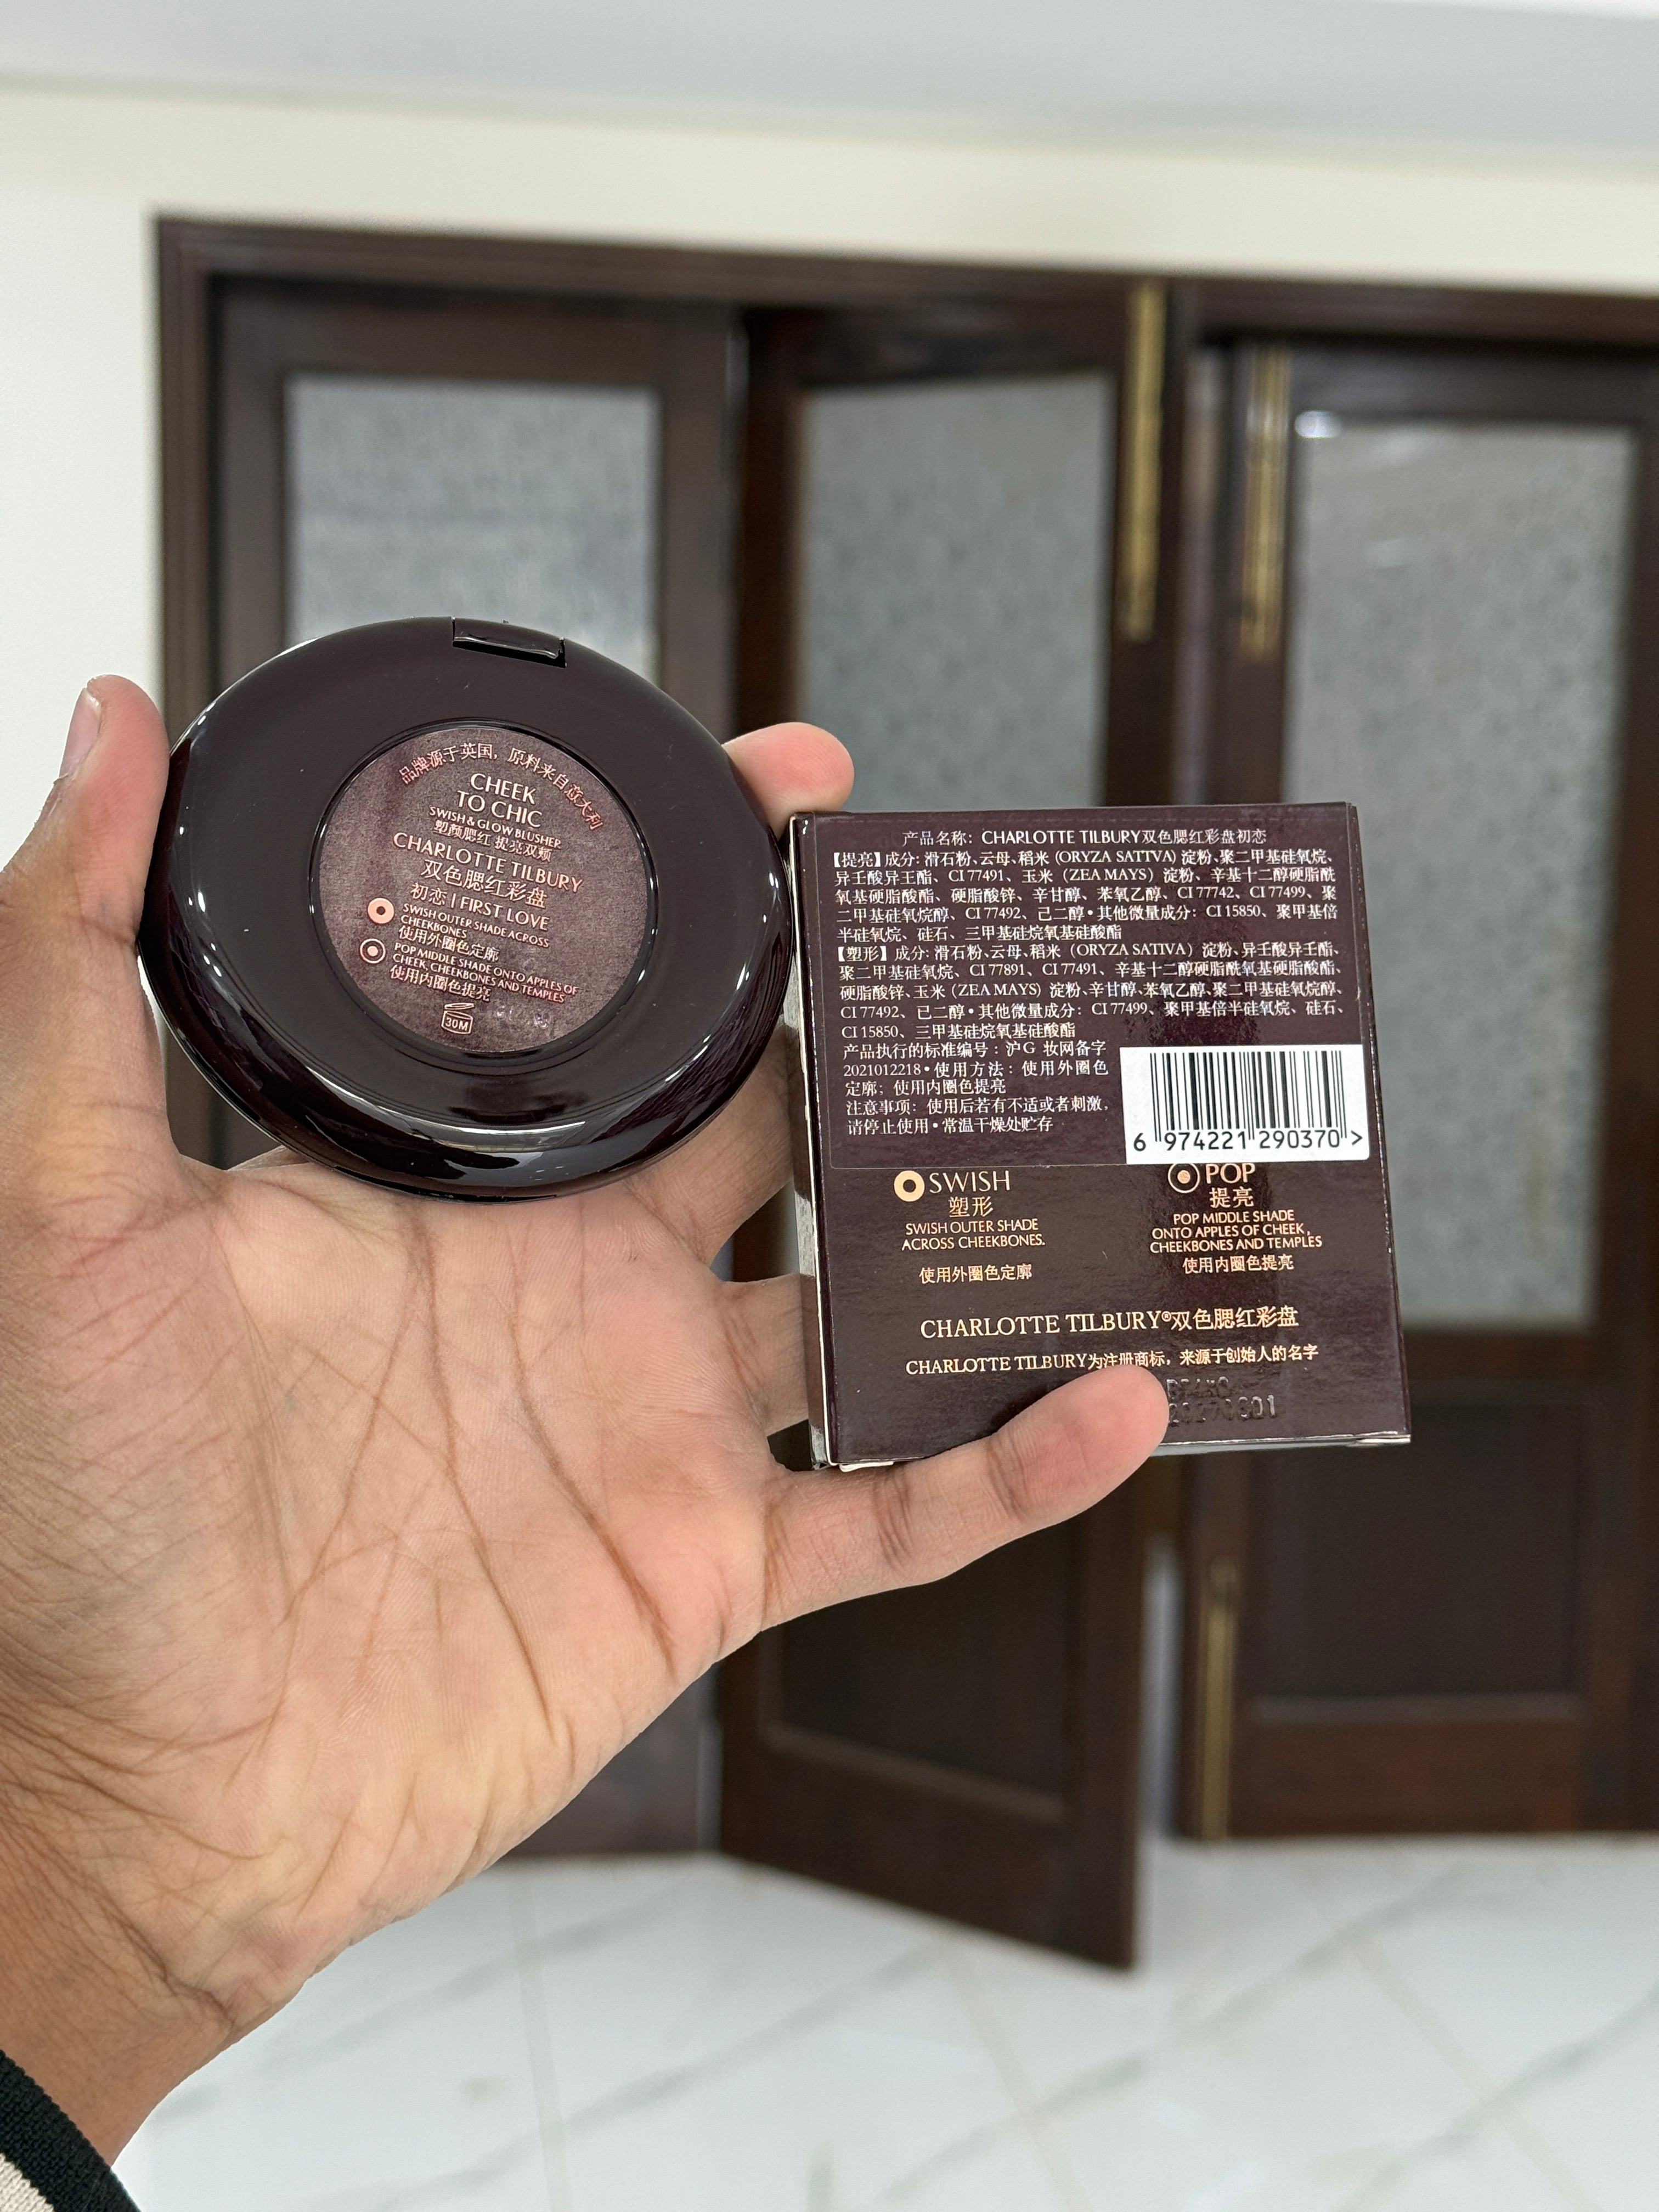 品牌源于英国，原料来自意大利
CHEEK
TO CHIC
SWISH & GLOW BLUSHER
塑颜腮红 提亮双颊
CHARLOTTE TILBURY
双色腮红彩盘
初恋 | FIRST LOVE
SWISH OUTER SHADE ACROSS
CHEEKBONES
使用外圈色定廓
POP MIDDLE SHADE ONTO APPLES OF
CHEEK, CHEEKBONES AND TEMPLES
使用内圈色提亮
30M
产品名称：CHARLOTTE TILBURY双色腮红彩盘初恋
【提亮】成分：滑石粉、云母、稻米（ORYZA SATTVA）淀粉、聚二甲基硅氧烷、
异壬酸异壬酯、CI 77491、玉米（ZEA MAYS）淀粉、辛基十二醇硬脂酰
氧基硬脂酸酯、硬脂酸锌、辛甘醇、苯氧乙醇、CI 77742、CI 77499、聚
二甲基硅氧烷醇、CI 77492、己二醇•其他微量成分：CI 15850、聚甲基倍
半硅氧烷、硅石、三甲基硅烷氧基硅酸酯
【塑形】成分：滑石粉、云母、稻米（ORYZA SATIVA）淀粉、异壬酸异壬酯、
聚二甲基硅氧烷、CI 77891、CI 77491、辛基十二醇硬脂酰氧基硬脂酸酯、
硬脂酸锌、玉米（ZEA MAYS）淀粉、辛甘醇、苯氧乙醇、聚二甲基硅氧烷醇、
CI 77492、已二醇•其他微量成分：CI 77499、聚甲基倍半硅氧烷、硅石、
CI 15850、三甲基硅烷氧基硅酸酯
产品执行的标准编号：沪G 妆网备字
2021012218•使用方法：使用外圈色
定廓；使用内圈色提亮
注意事项：使用后若有不适或者刺激，
请停止使用•常温干燥处贮存
6 974221 290370 >
SWISH
塑形
SWISH OUTER SHADE
ACROSS CHEEKBONES.
使用外圈色定廓
POP
提亮
POP MIDDLE SHADE
ONTO APPLES OF CHEEK,
CHEEKBONES AND TEMPLES
使用内圈色提亮
CHARLOTTE TILBURY®双色腮红彩盘
CHARLOTTE TILBURY为注册商标，来源于创始人的名字